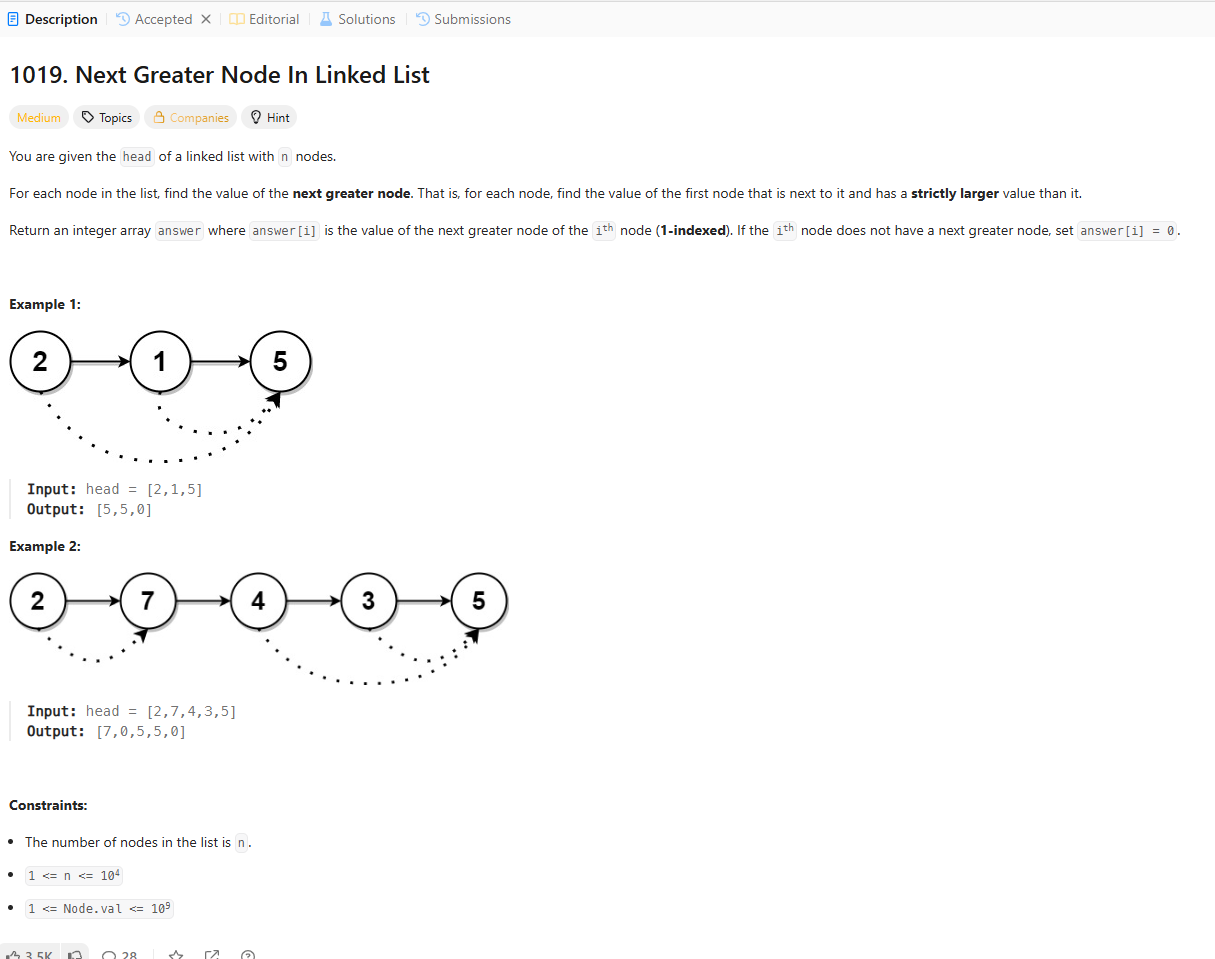 Description Accepted Editorial Solutions Submissions
1019. Next Greater Node In Linked List
Medium Topics Companies Hint
You are given the head of a linked list with n nodes.
For each node in the list, find the value of the next greater node. That is, for each node, find the value of the first node that is next to it and has a strictly larger value than it.
Return an integer array answer where answer[i] is the value of the next greater node of the iᵗʰ node (1-indexed). If the iᵗʰ node does not have a next greater node, set answer[i] = 0.
Example 1:
2 1 5
Input: head = [2,1,5]
Output: [5,5,0]
Example 2:
2 7 4 3 5
Input: head = [2,7,4,3,5]
Output: [7,0,5,5,0]
Constraints:
• The number of nodes in the list is n.
• 1 <= n <= 10⁴
• 1 <= Node.val <= 10⁹
3.5K 28